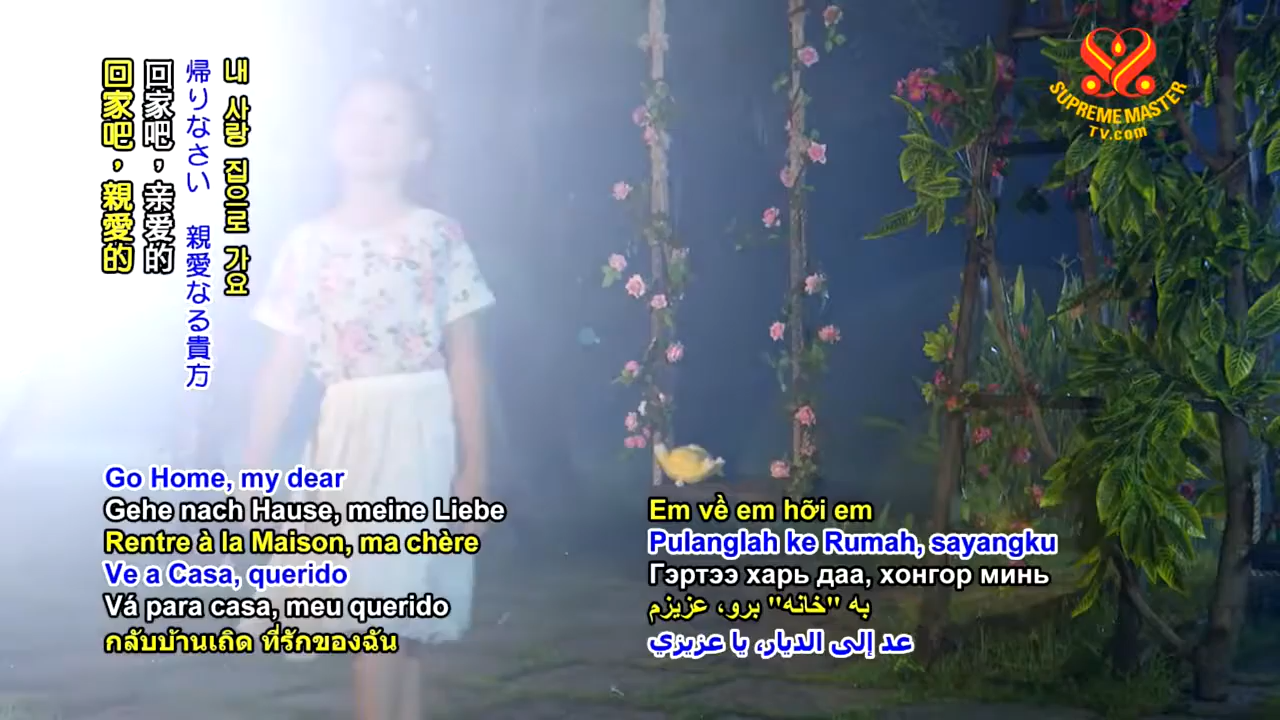 내 사랑 집으로 가요
帰りなさい 親愛なる貴方
回家吧，亲爱的
回家吧，親愛的
SUPREME MASTER
TV.com
Go Home, my dear
Gehe nach Hause, meine Liebe
Rentre à la Maison, ma chère
Ve a Casa, querido
Vá para casa, meu querido
กลับบ้านเถิด ที่รักของฉัน
Em về em hỡi em
Pulanglah ke Rumah, sayangku
Гэртээ харь даа, хонгор минь
به "خانه" برو، عزیزم
عد إلى الديار، يا عزيزي